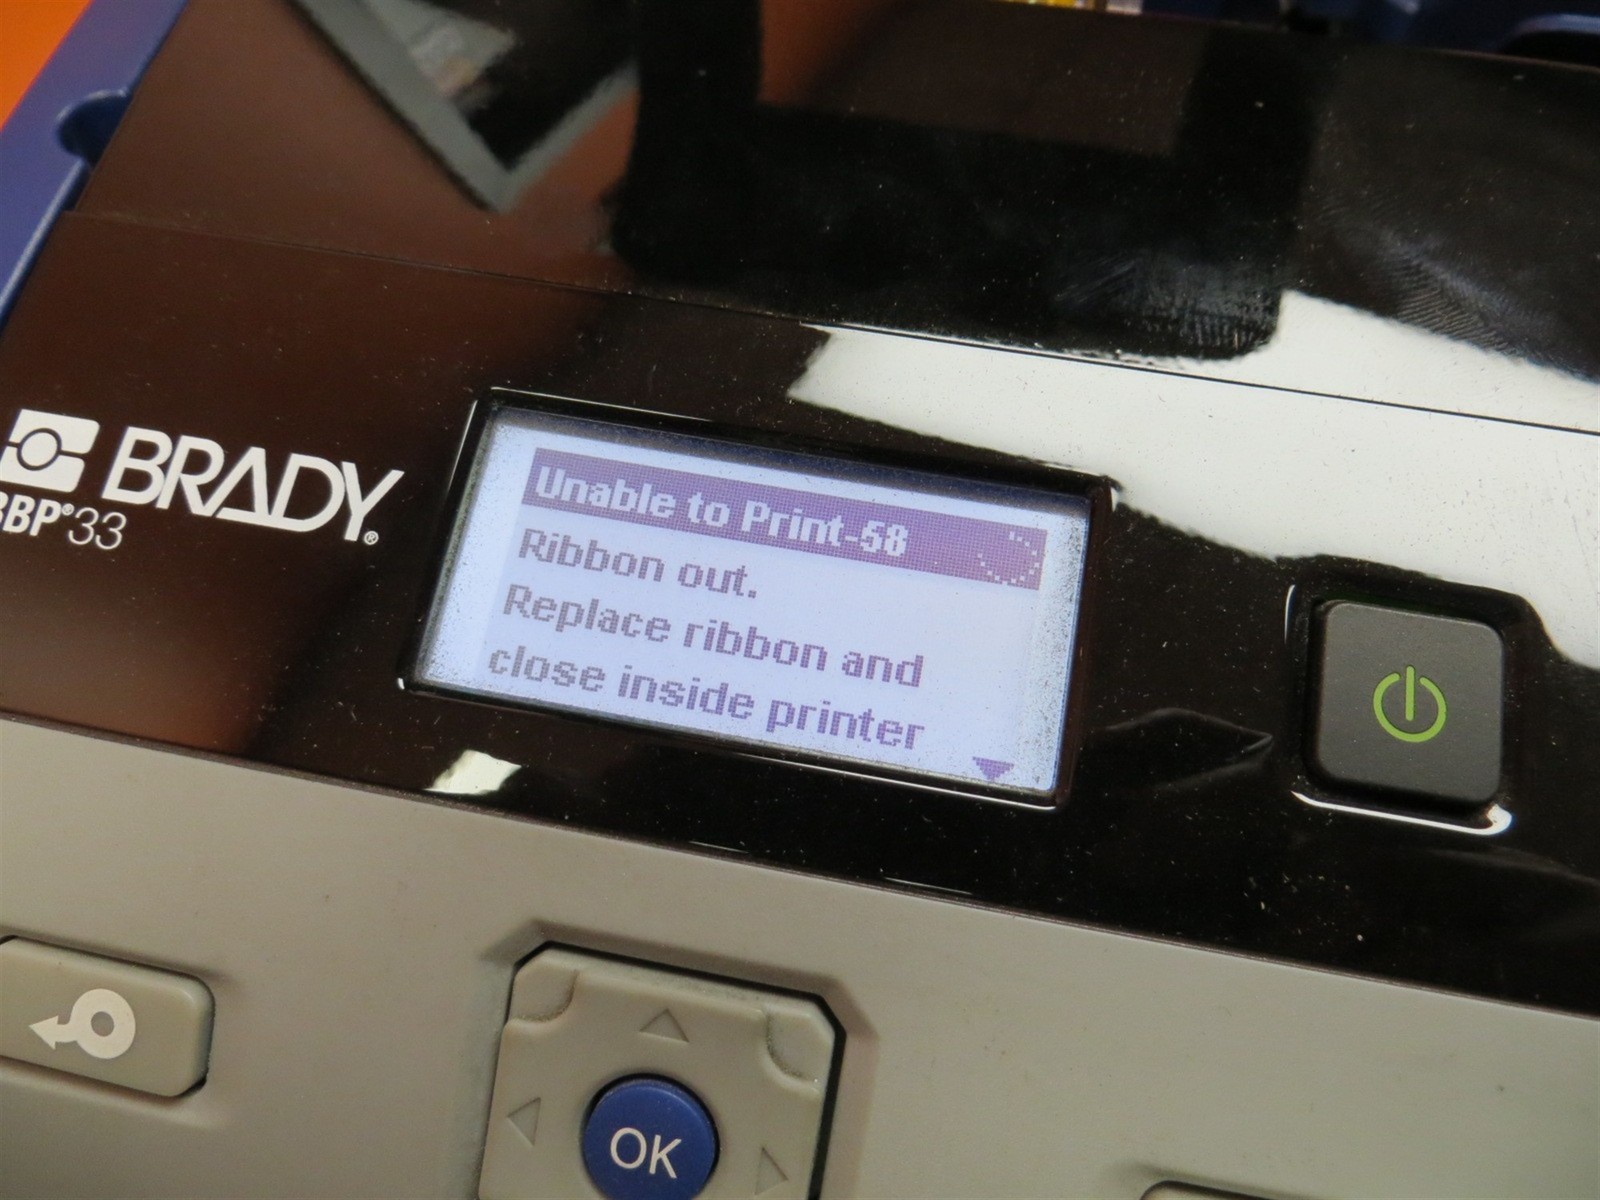 BRADY®
BBP®33
Unable to Print-58
Ribbon out.
Replace ribbon and
close inside printer
OK